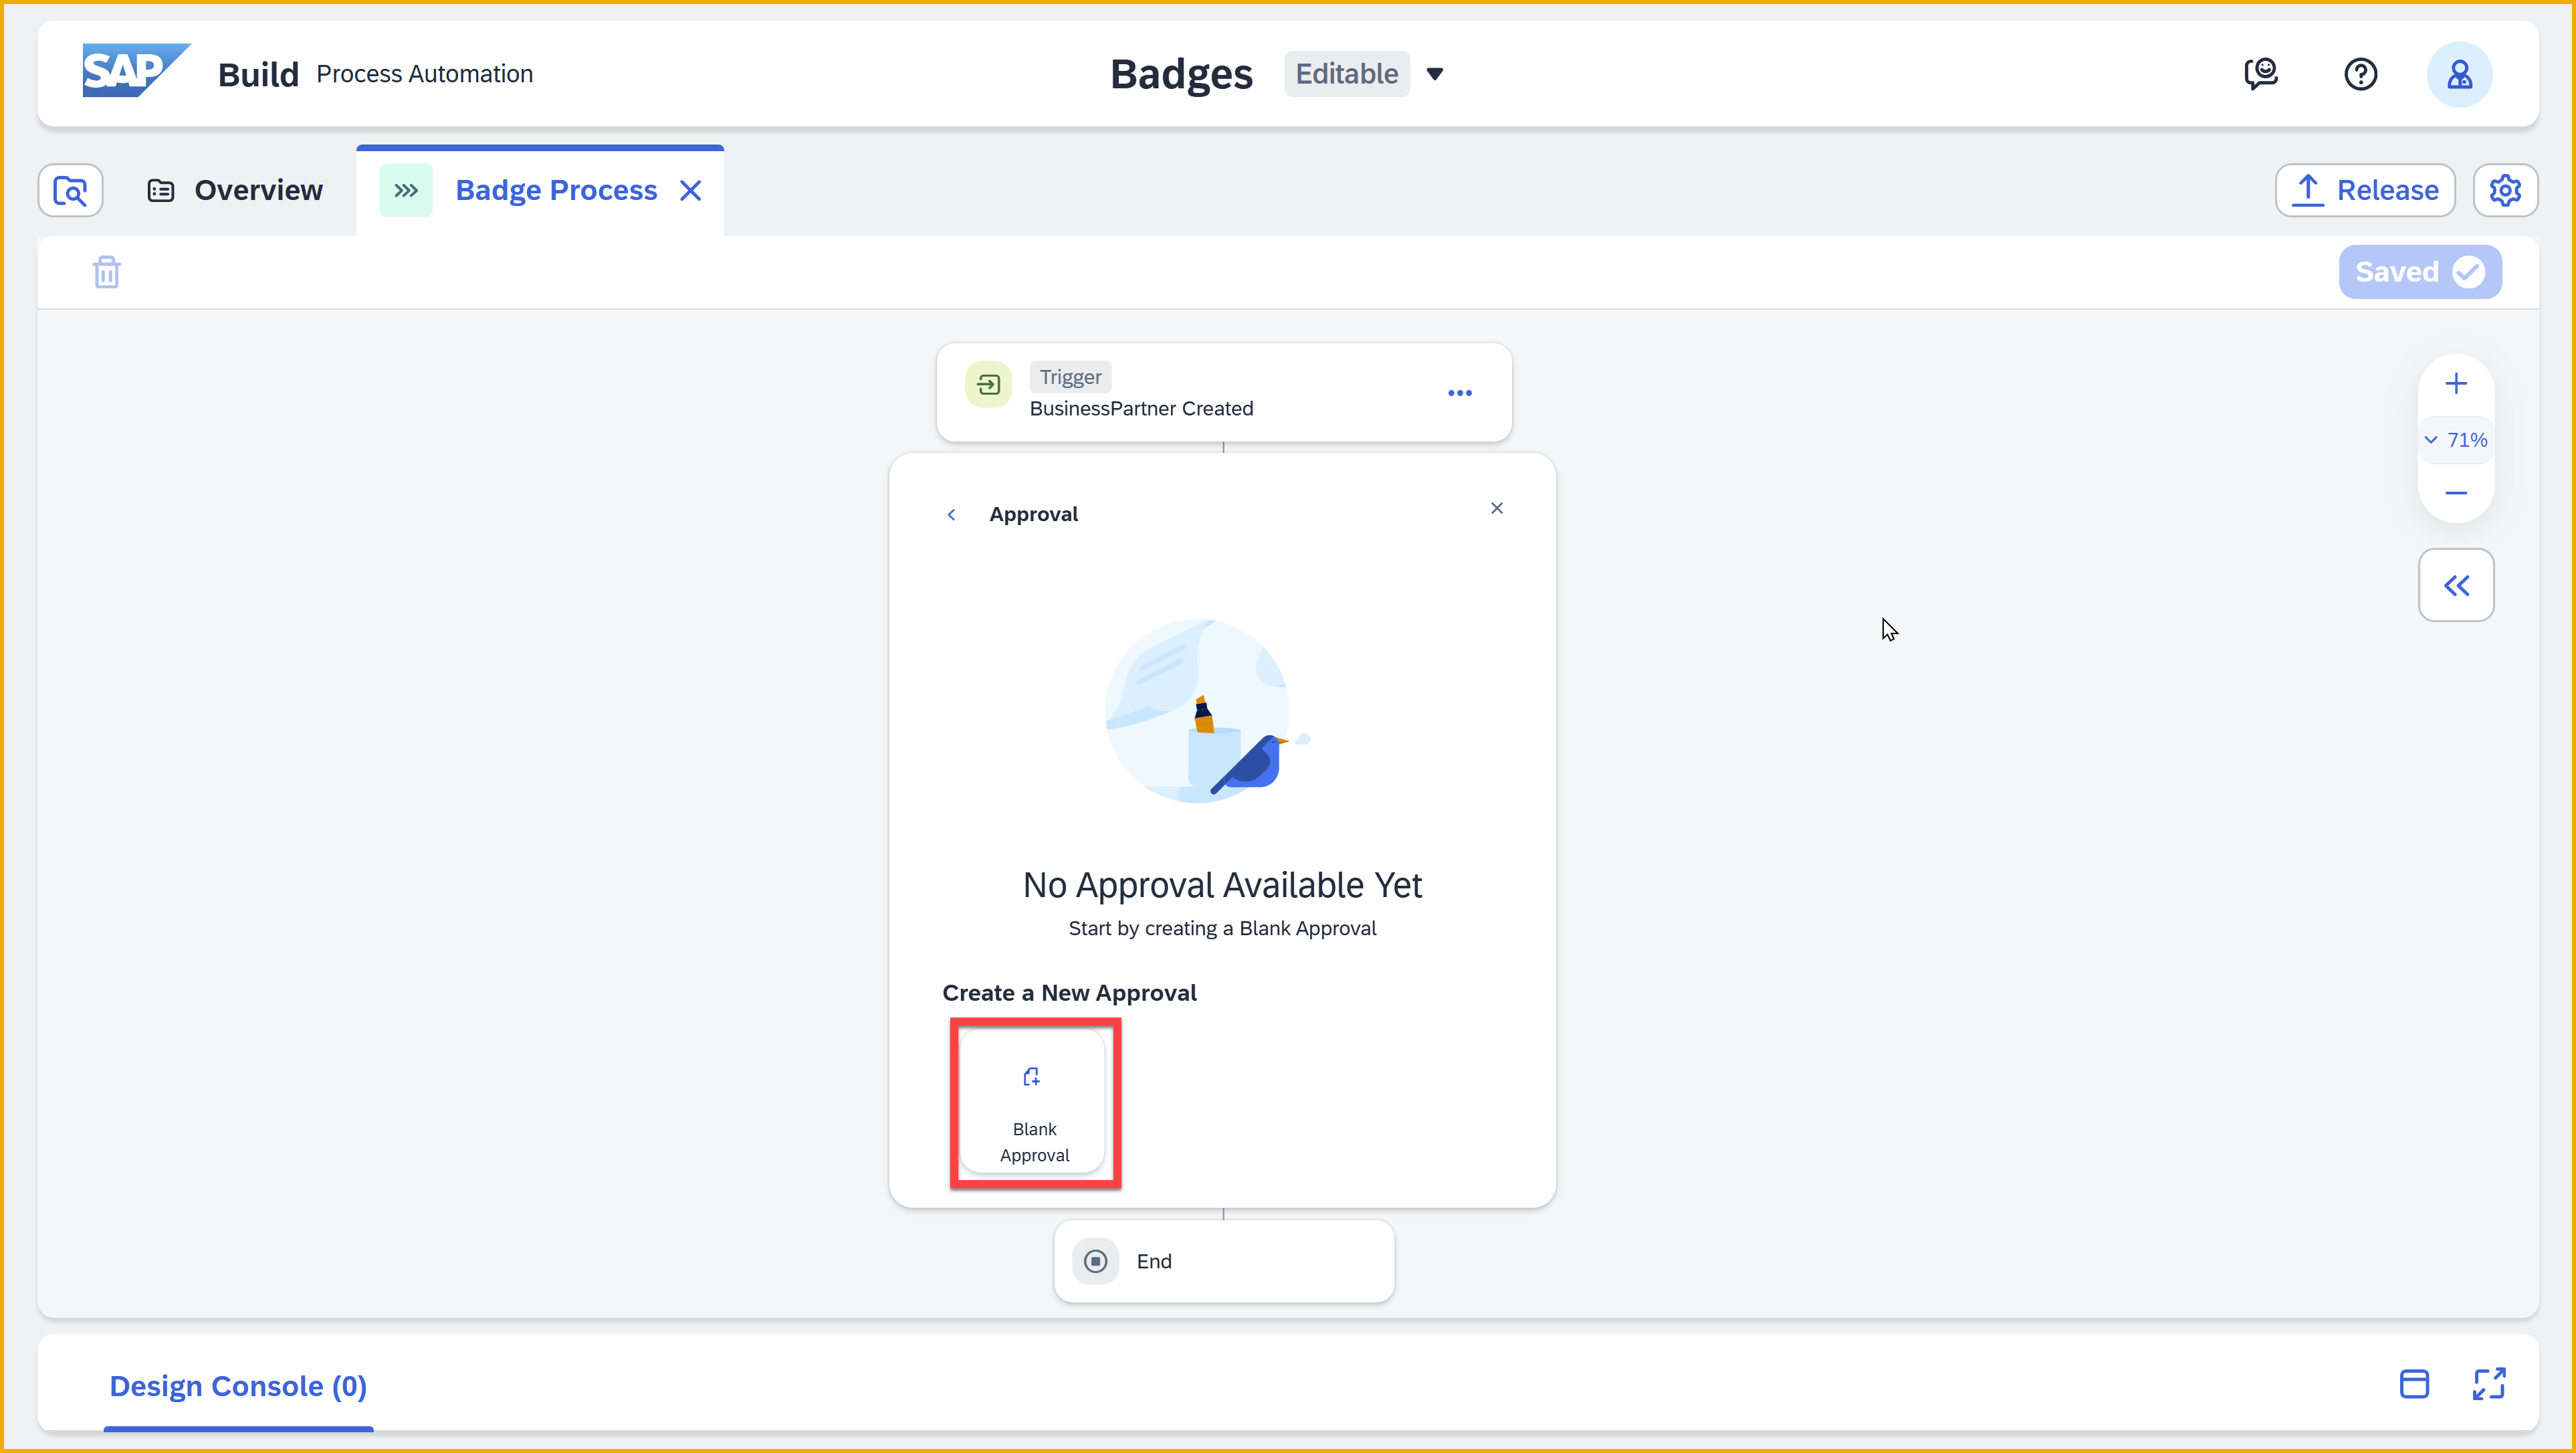 SAP Build Process Automation
Badges Editable
Overview
Badge Process
Release
Saved
Trigger
BusinessPartner Created
71%
Approval
No Approval Available Yet
Start by creating a Blank Approval
Create a New Approval
Blank
Approval
End
Design Console (0)